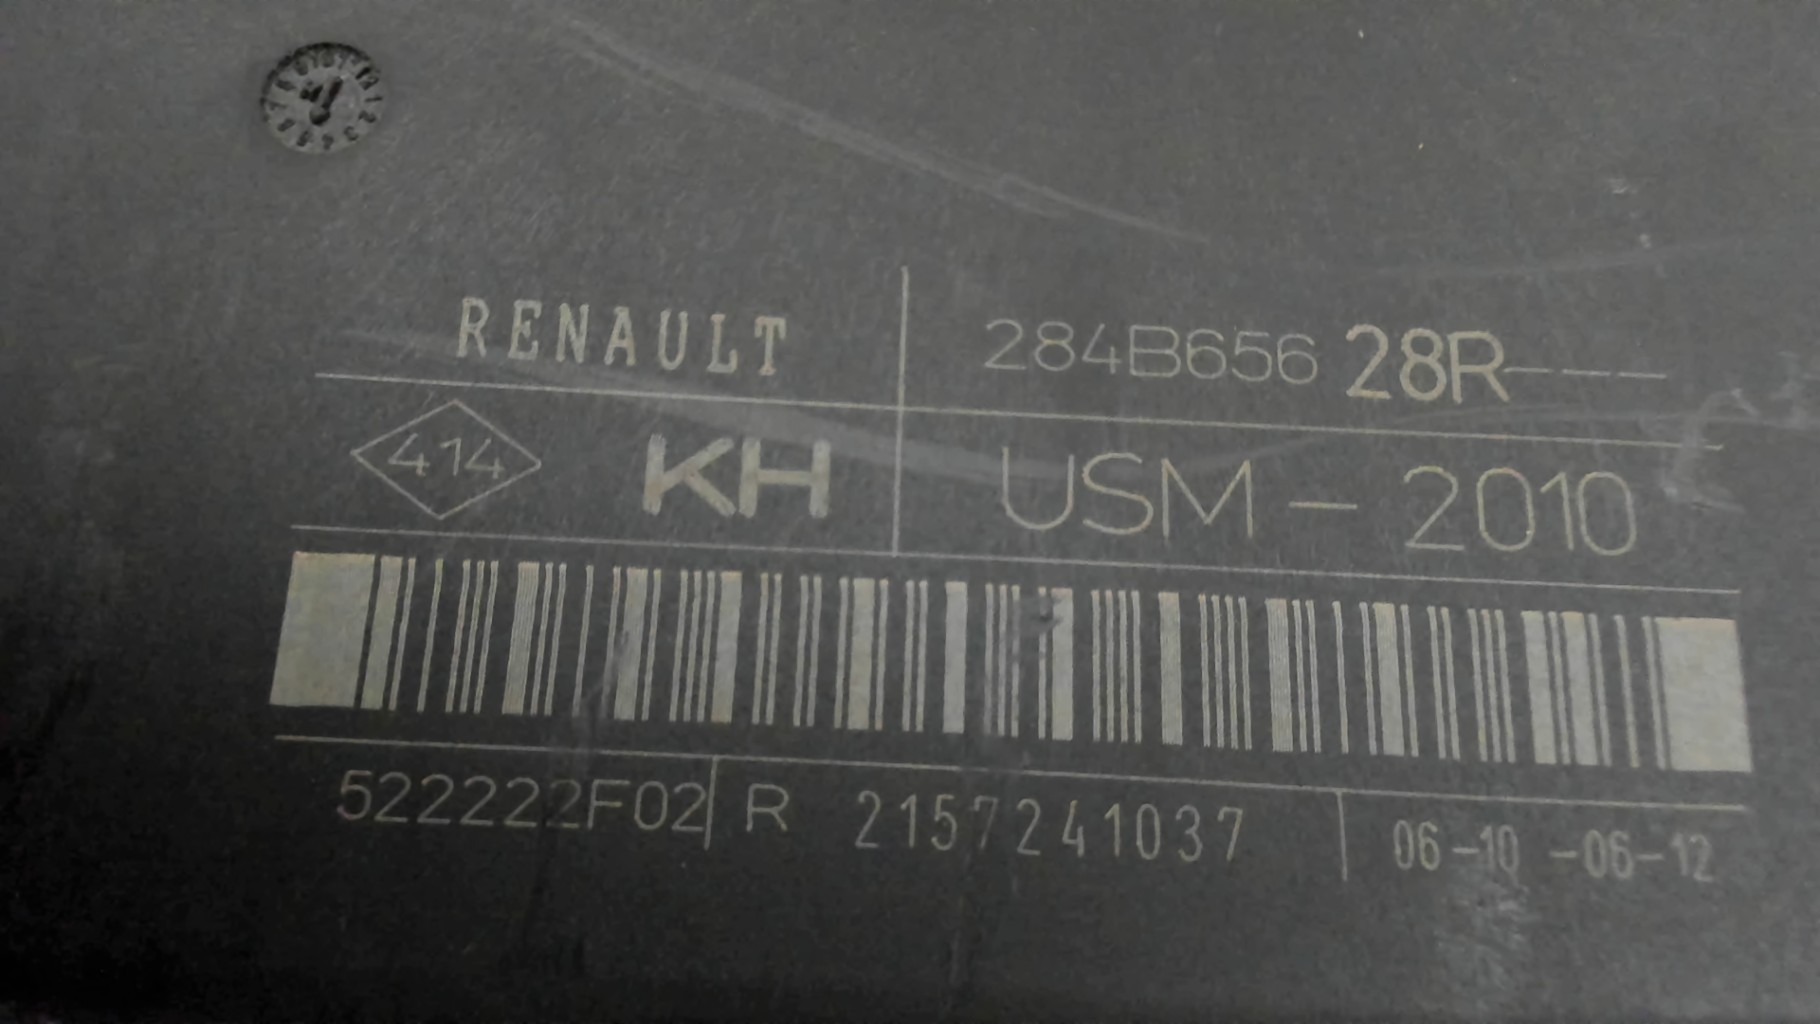 RENAULT 284B656 28R----
414 KH USM - 2010
522222F02 R 2157241037 06-10 -06-12